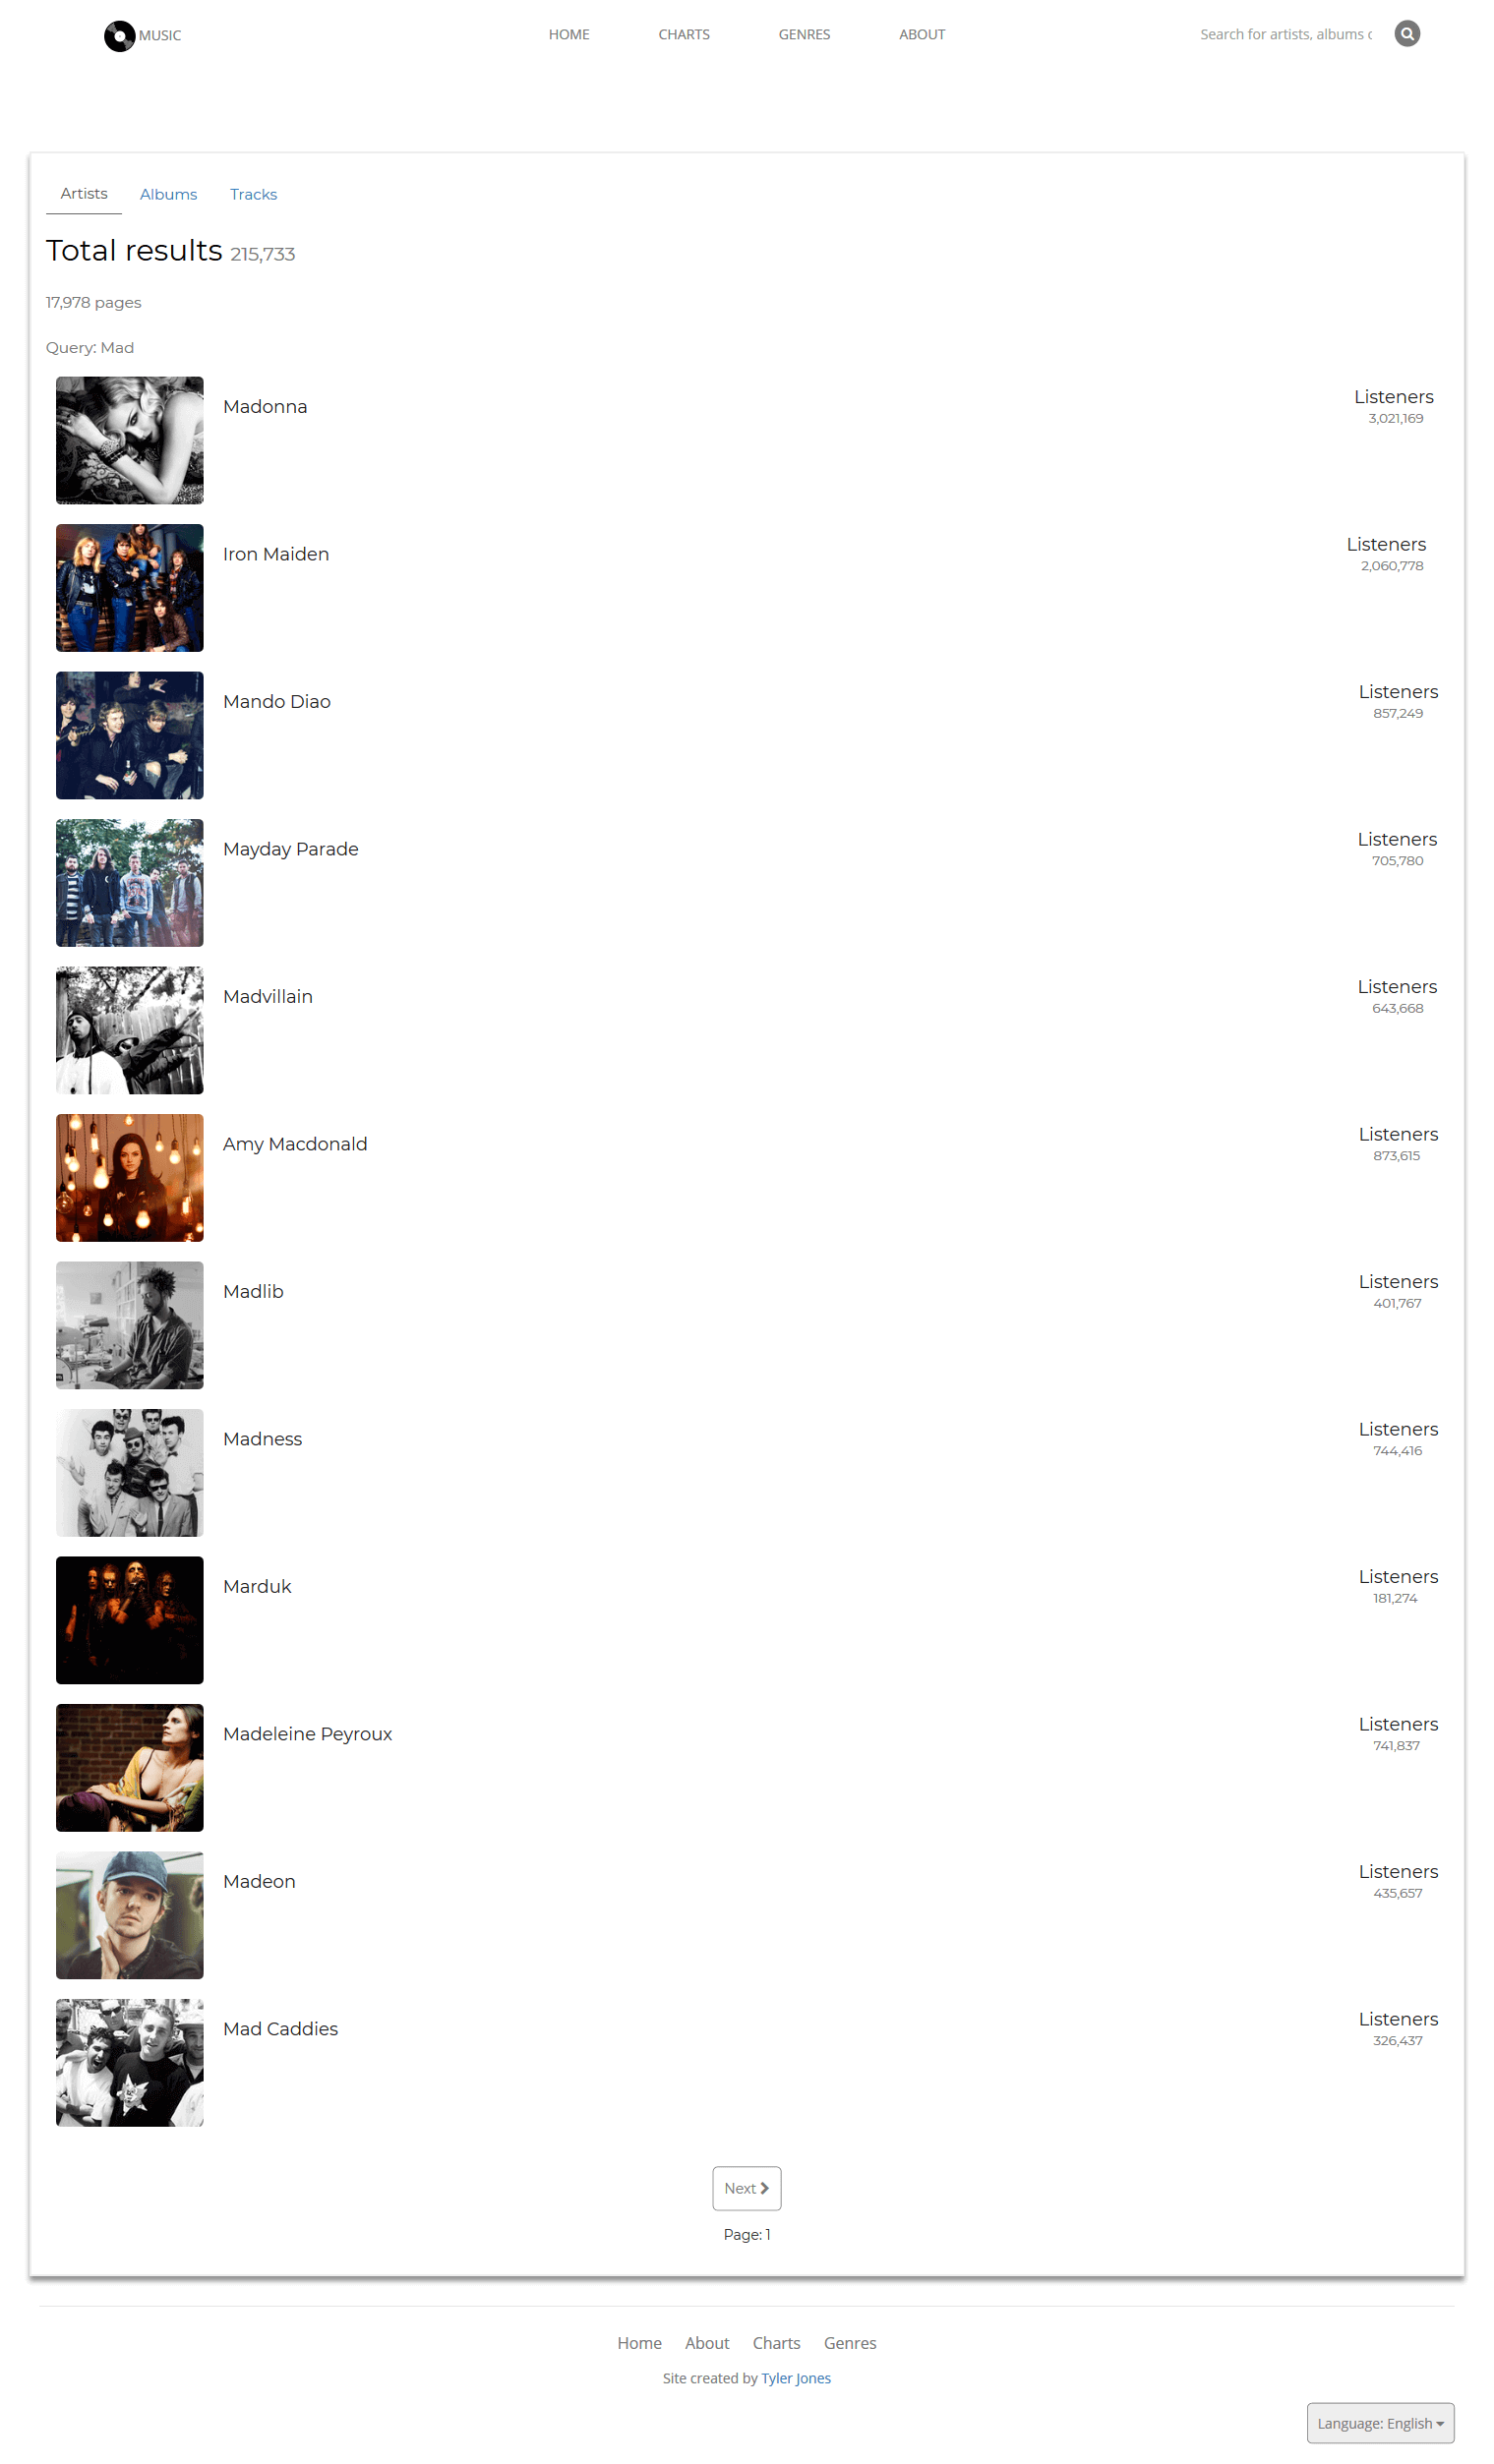 MUSIC HOME CHARTS GENRES ABOUT Search for artists, albums
Artists Albums Tracks
Total results 215,733
17,978 pages
Query: Mad
Madonna
Listeners
3,021,169
Iron Maiden
Listeners
2,060,778
Mando Diao
Listeners
857,249
Mayday Parade
Listeners
705,780
Madvillain
Listeners
643,668
Amy Macdonald
Listeners
873,615
Madlib
Listeners
401,767
Madness
Listeners
744,416
Marduk
Listeners
181,274
Madeleine Peyroux
Listeners
741,837
Madeon
Listeners
435,657
Mad Caddies
Listeners
326,437
Next
Page: 1
Home About Charts Genres
Site created by Tyler Jones
Language: English